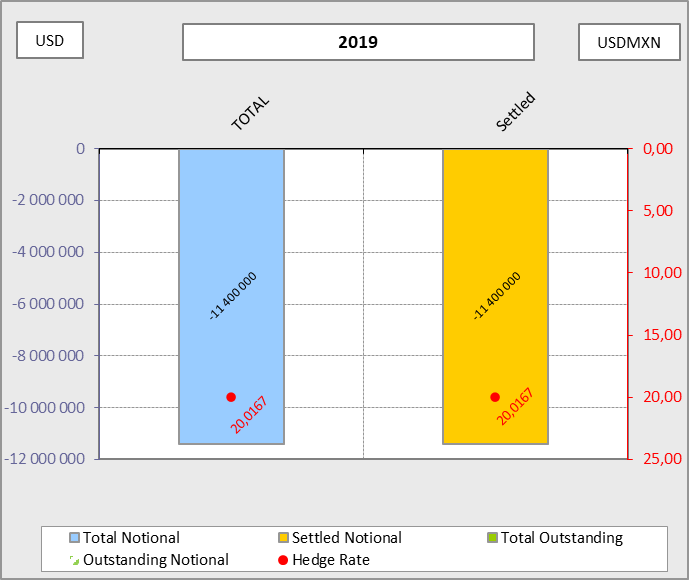 USD
2019
USDMXN
TOTAL
Settled
0
-2 000 000
-4 000 000
-6 000 000
-8 000 000
-10 000 000
-12 000 000
-11 400 000
-11 400 000
20,0167
20,0167
0,00
5,00
10,00
15,00
20,00
25,00
Total Notional
Settled Notional
Total Outstanding
Outstanding Notional
Hedge Rate